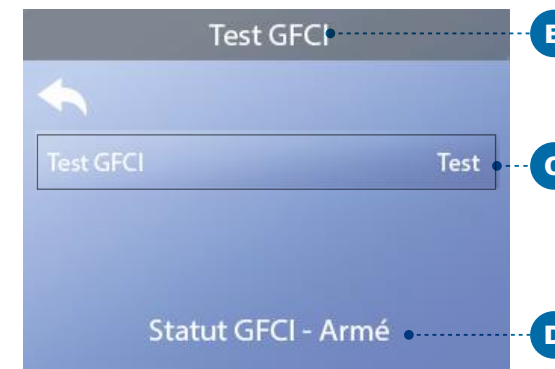 Test GFCI
B
Test GFCI Test
C
Statut GFCI - Armé
D